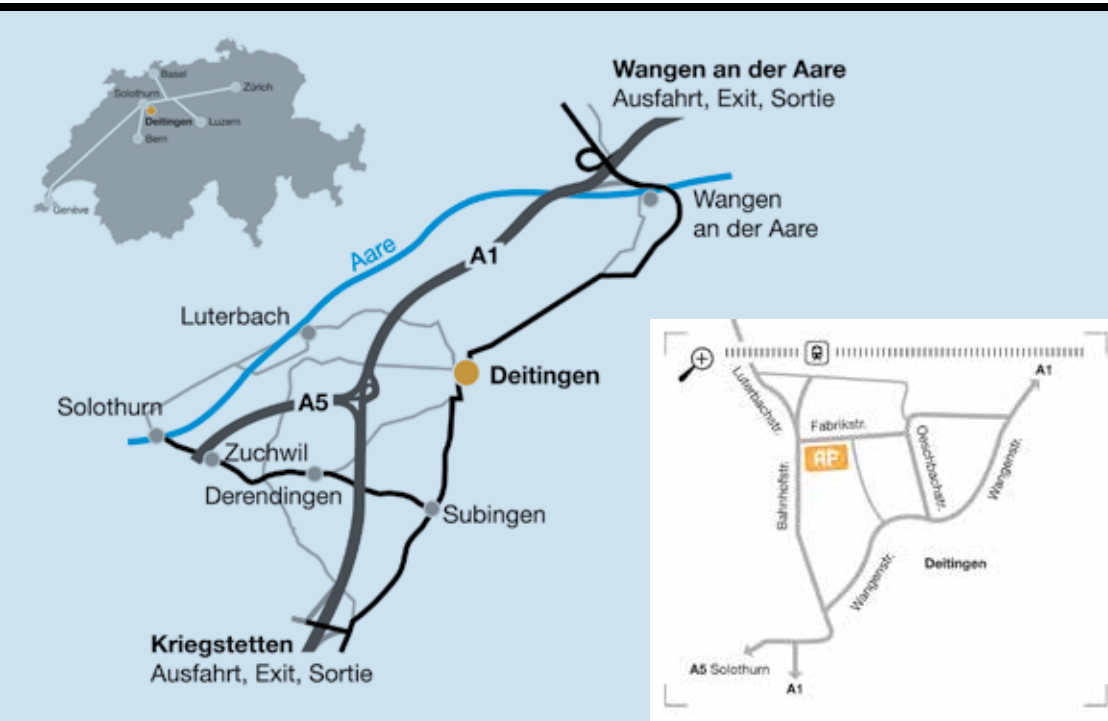 Basel
Solothurn
Zürich
Deitingen
Luzern
Bern
Genève
Wangen an der Aare
Ausfahrt, Exit, Sortie
Wangen
an der Aare
Aare
A1
Luterbach
Deitingen
A5
Solothurn
Zuchwil
Derendingen
Subingen
Kriegstetten
Ausfahrt, Exit, Sortie
A1
Luterbachstr.
Fabrikstr.
AP
Oeschbachstr.
Wangenstr.
Bahnhofstr.
Deitingen
Wangenstr.
A5 Solothurn
A1